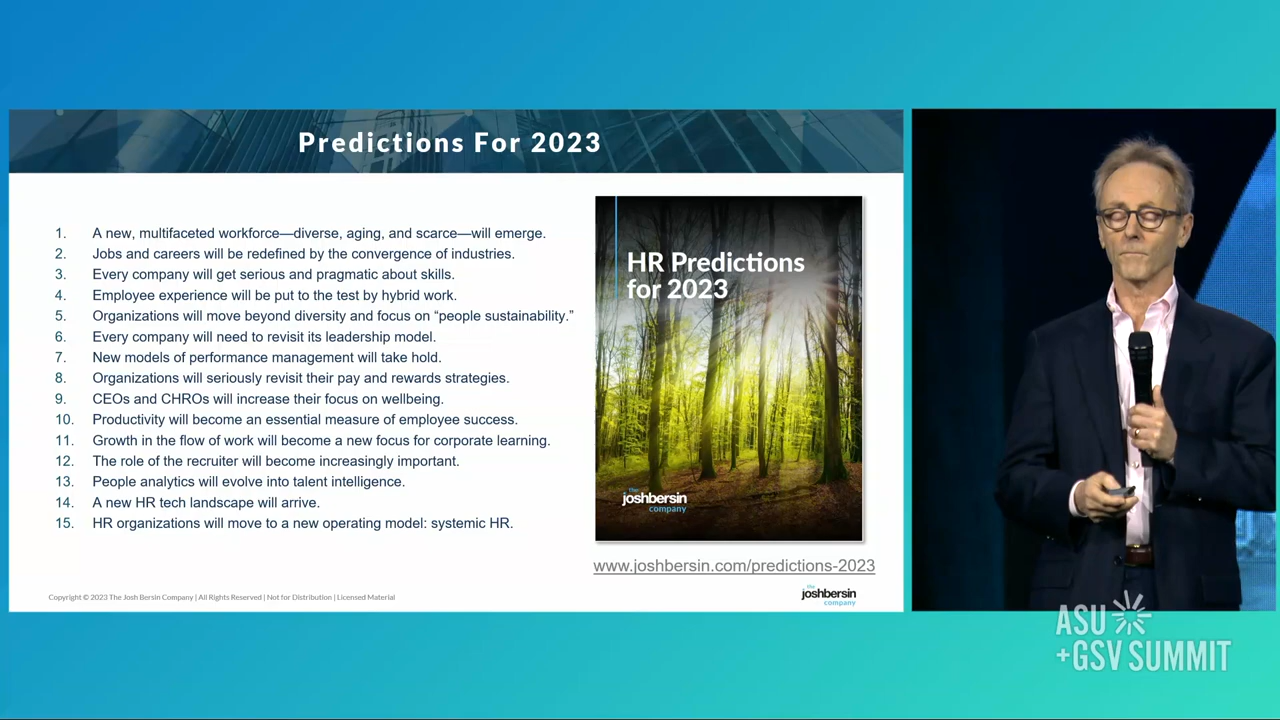 Predictions For 2023
1. A new, multifaceted workforce—diverse, aging, and scarce—will emerge.
2. Jobs and careers will be redefined by the convergence of industries.
3. Every company will get serious and pragmatic about skills.
4. Employee experience will be put to the test by hybrid work.
5. Organizations will move beyond diversity and focus on “people sustainability.”
6. Every company will need to revisit its leadership model.
7. New models of performance management will take hold.
8. Organizations will seriously revisit their pay and rewards strategies.
9. CEOs and CHROs will increase their focus on wellbeing.
10. Productivity will become an essential measure of employee success.
11. Growth in the flow of work will become a new focus for corporate learning.
12. The role of the recruiter will become increasingly important.
13. People analytics will evolve into talent intelligence.
14. A new HR tech landscape will arrive.
15. HR organizations will move to a new operating model: systemic HR.
HR Predictions
for 2023
the
joshbersin
company
www.joshbersin.com/predictions-2023
Copyright © 2023 The Josh Bersin Company | All Rights Reserved | Not for Distribution | Licensed Material
the
joshbersin
company
ASU
+GSV SUMMIT